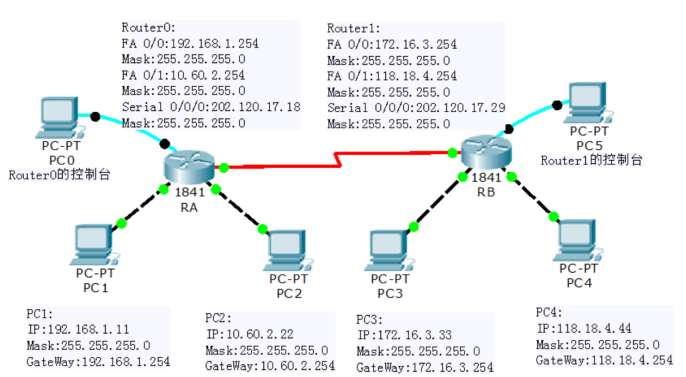 Router0:
FA 0/0:192.168.1.254
Mask:255.255.255.0
FA 0/1:10.60.2.254
Mask:255.255.255.0
Serial 0/0/0:202.120.17.18
Mask:255.255.255.0
Router1:
FA 0/0:172.16.3.254
Mask:255.255.255.0
FA 0/1:118.18.4.254
Mask:255.255.255.0
Serial 0/0/0:202.120.17.29
Mask:255.255.255.0
PC-PT
PC0
Router0的控制台
1841
RA
1841
RB
PC-PT
PC5
Router1的控制台
PC-PT
PC1
PC-PT
PC2
PC-PT
PC3
PC-PT
PC4
PC1:
IP:192.168.1.11
Mask:255.255.255.0
GateWay:192.168.1.254
PC2:
IP:10.60.2.22
Mask:255.255.255.0
GateWay:10.60.2.254
PC3:
IP:172.16.3.33
Mask:255.255.255.0
GateWay:172.16.3.254
PC4:
IP:118.18.4.44
Mask:255.255.255.0
GateWay:118.18.4.254